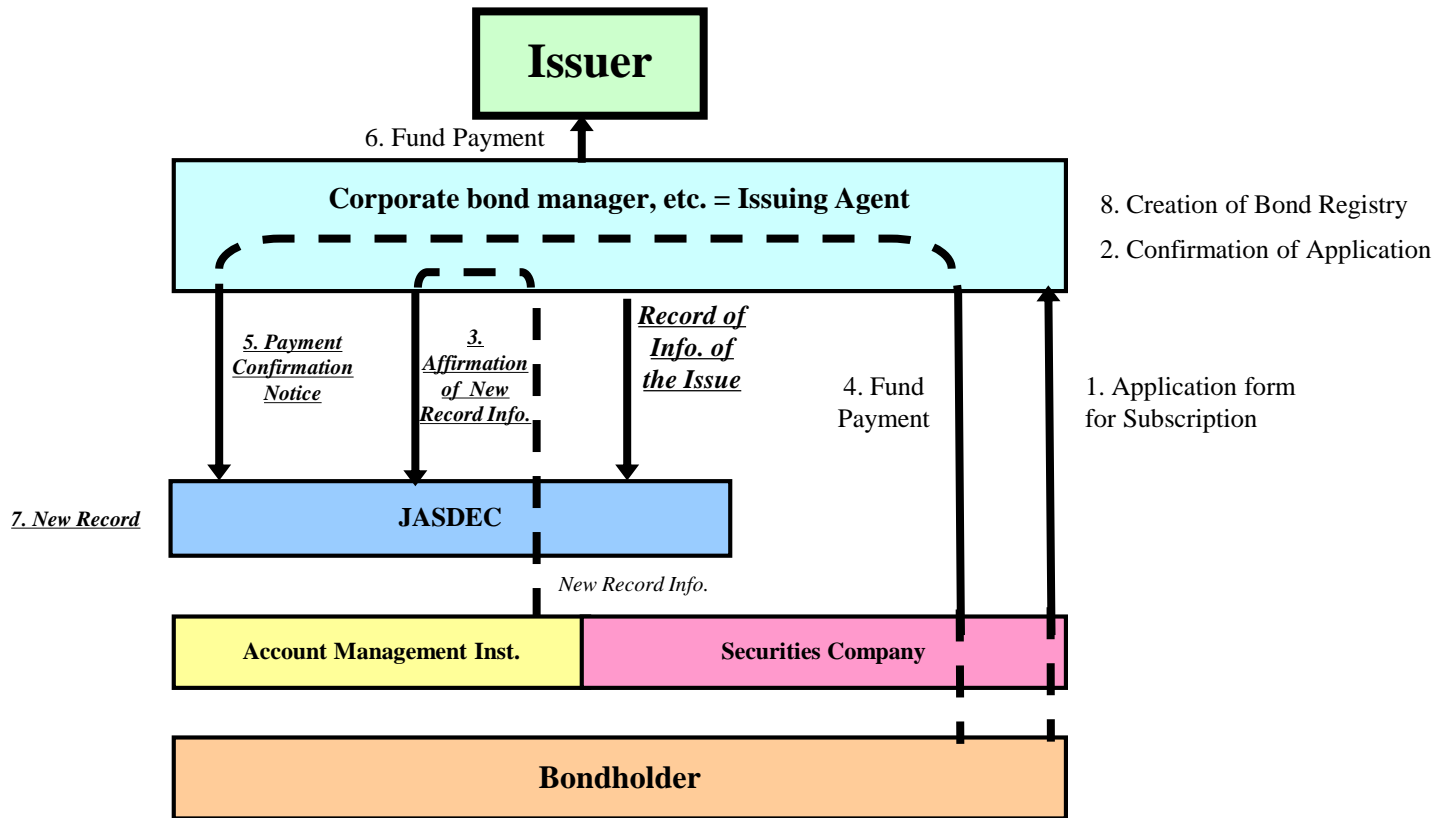 Issuer
6. Fund Payment
Corporate bond manager, etc. = Issuing Agent
8. Creation of Bond Registry
2. Confirmation of Application
5. Payment
Confirmation
Notice
3.
Affirmation
of New
Record Info.
Record of
Info. of
the Issue
4. Fund
Payment
1. Application form
for Subscription
7. New Record
JASDEC
New Record Info.
Account Management Inst.
Securities Company
Bondholder